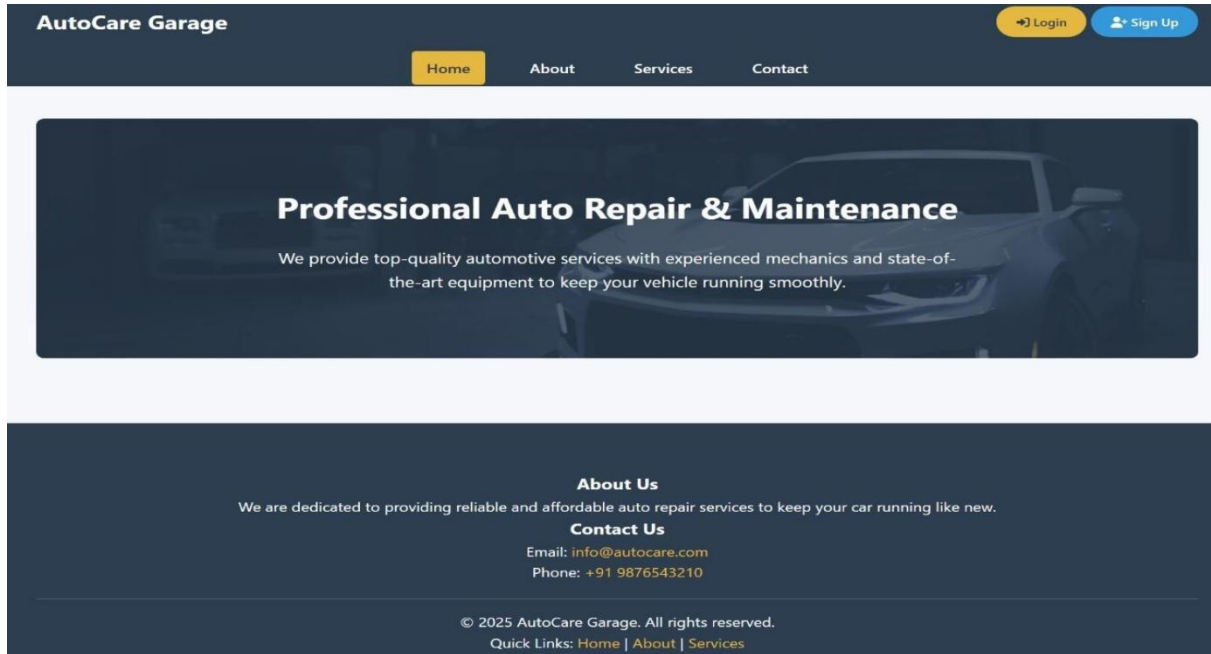 AutoCare Garage
Login
Sign Up
Home
About
Services
Contact
Professional Auto Repair & Maintenance
We provide top-quality automotive services with experienced mechanics and state-of-
the-art equipment to keep your vehicle running smoothly.
About Us
We are dedicated to providing reliable and affordable auto repair services to keep your car running like new.
Contact Us
Email: info@autocare.com
Phone: +91 9876543210
© 2025 AutoCare Garage. All rights reserved.
Quick Links: Home | About | Services